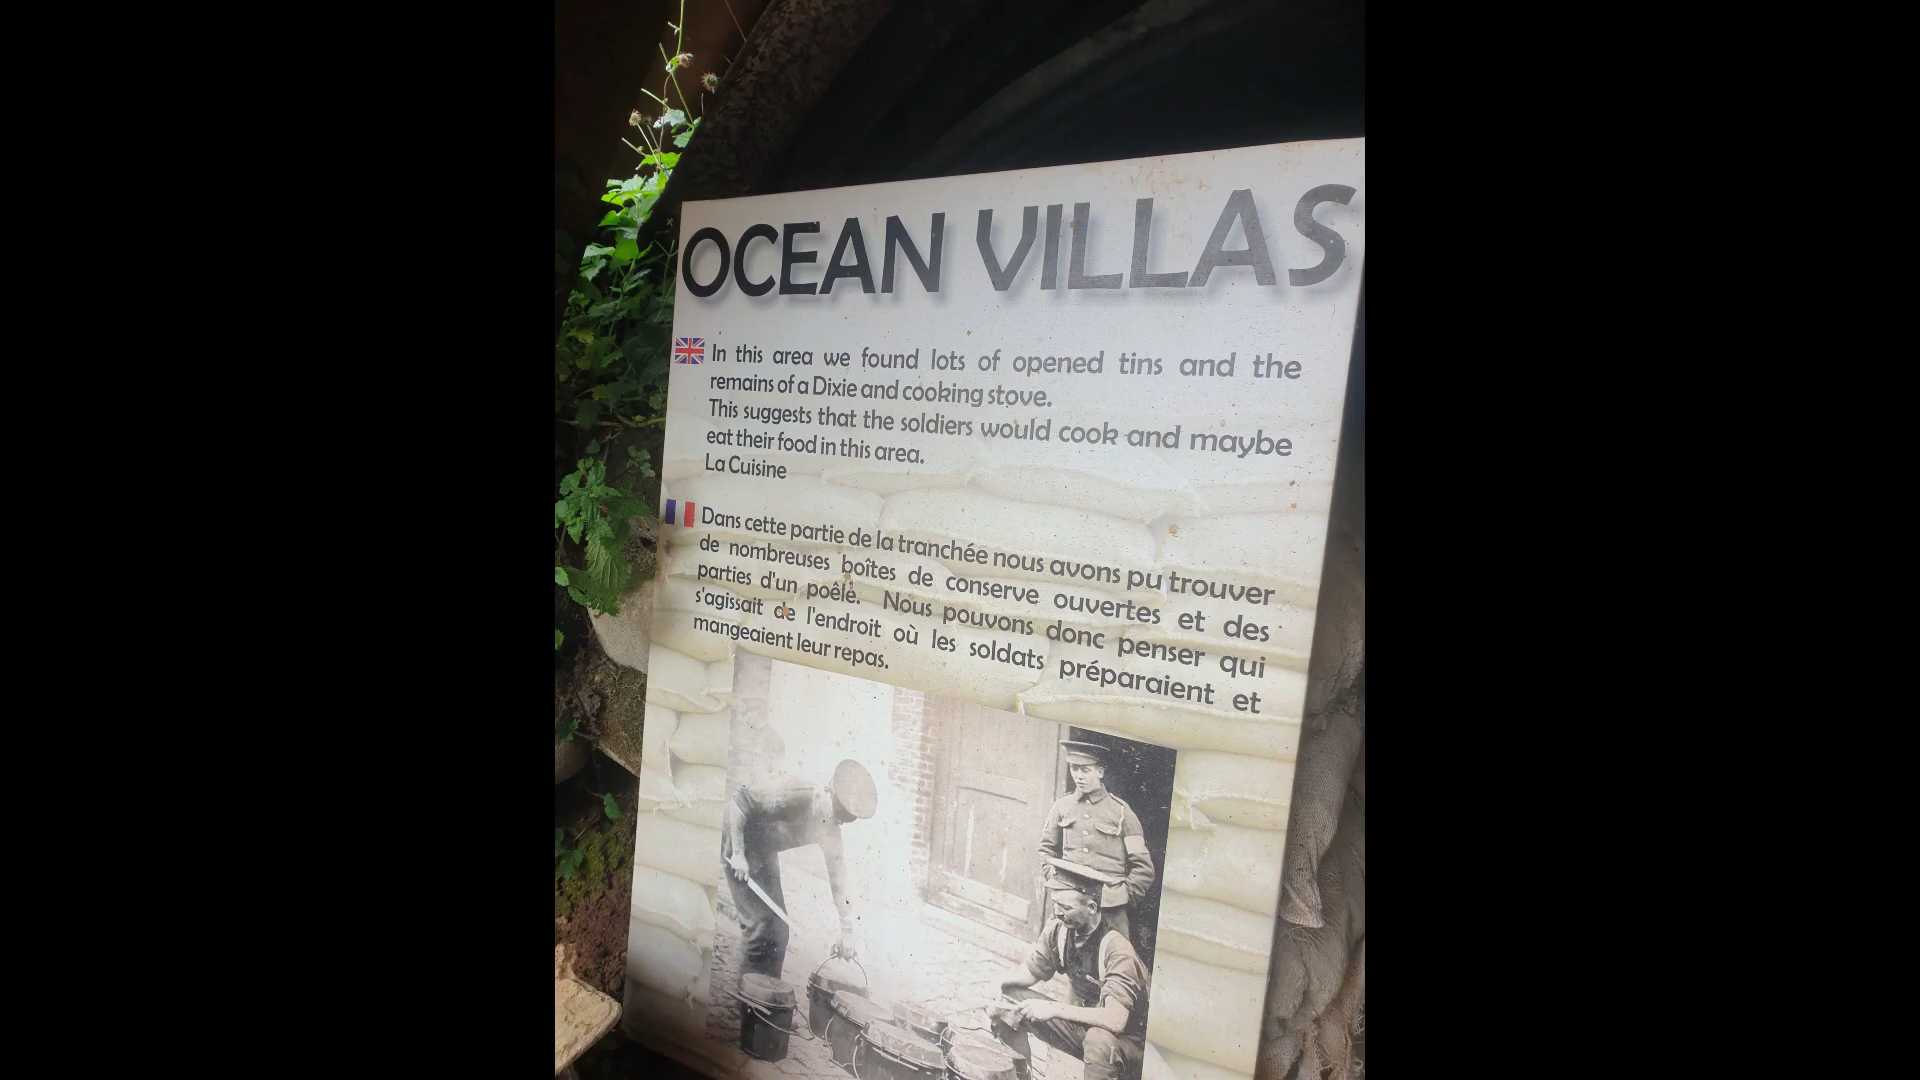 OCEAN VILLAS
In this area we found lots of opened tins and the
remains of a Dixie and cooking stove.
This suggests that the soldiers would cook and maybe
eat their food in this area.
La Cuisine
Dans cette partie de la tranchée nous avons pu trouver
de nombreuses boîtes de conserve ouvertes et des
parties d'un poêle. Nous pouvons donc penser qui
s'agissait de l'endroit où les soldats préparaient et
mangeaient leur repas.